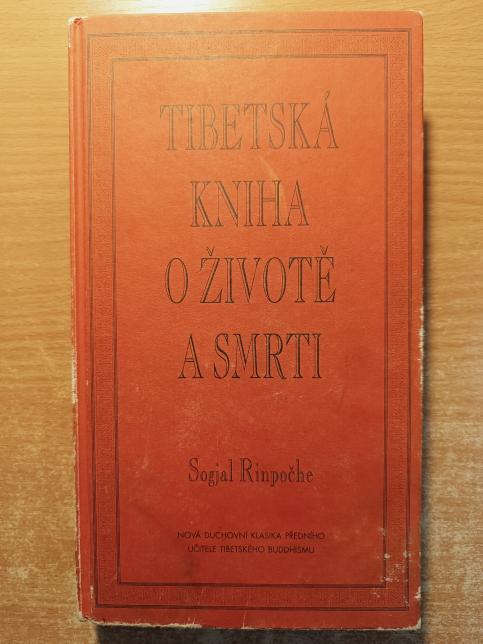 TIBETSKÁ
KNIHA
O ŽIVOTĚ
A SMRTI
Sogjal Rinpočhe
NOVÁ DUCHOVNÍ KLASIKA PŘEDNÍHO
UČITELE TIBETSKÉHO BUDDHISMU